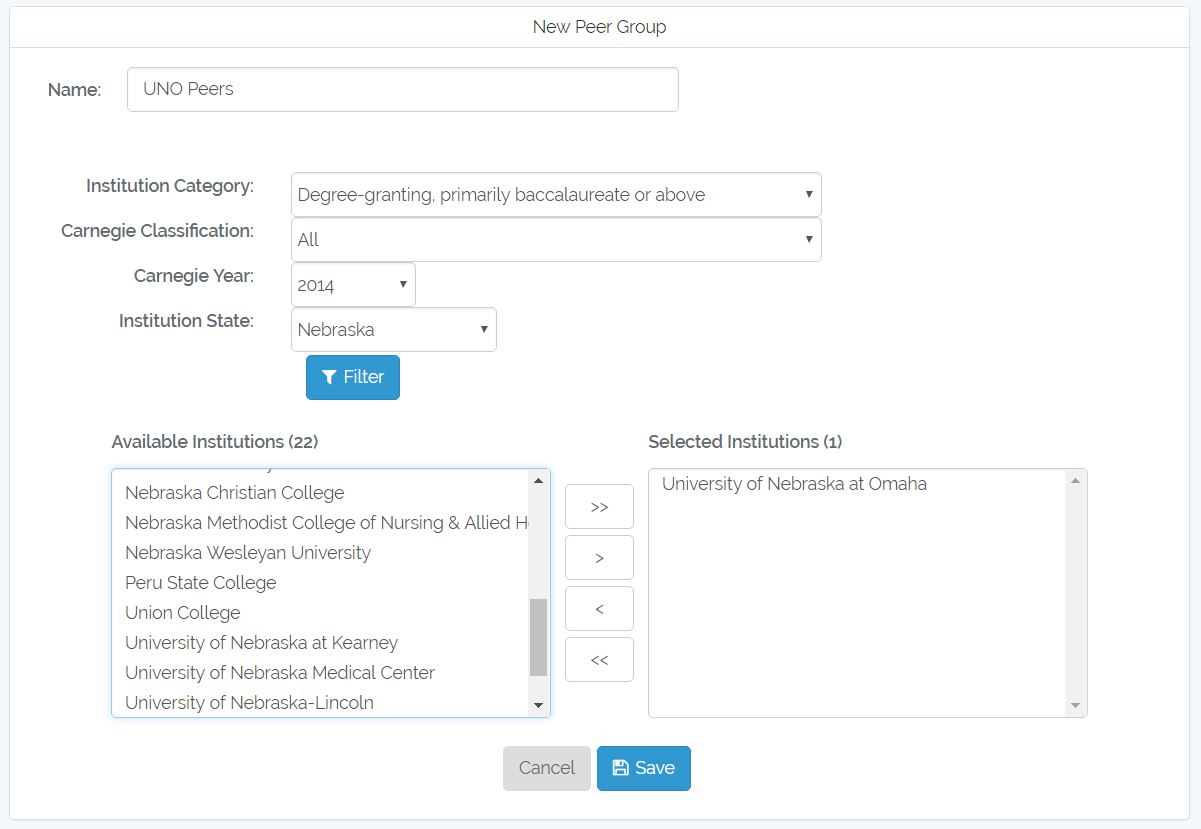 New Peer Group
Name: UNO Peers
Institution Category: Degree-granting, primarily baccalaureate or above
Carnegie Classification: All
Carnegie Year: 2014
Institution State: Nebraska
Filter
Available Institutions (22)
Nebraska Christian College
Nebraska Methodist College of Nursing & Allied H
Nebraska Wesleyan University
Peru State College
Union College
University of Nebraska at Kearney
University of Nebraska Medical Center
University of Nebraska-Lincoln
>>
>
<
<<
Selected Institutions (1)
University of Nebraska at Omaha
Cancel Save